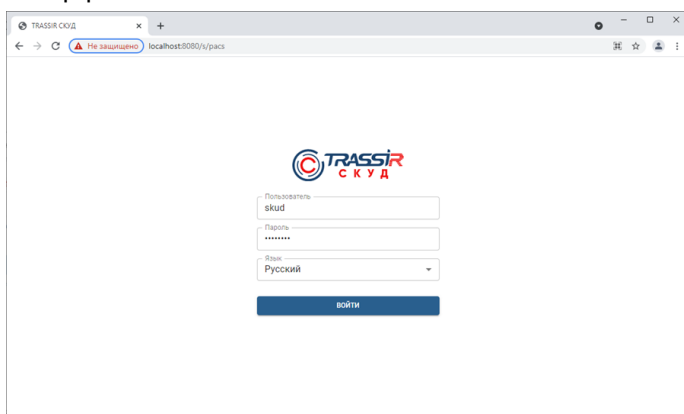 TRASSIR СКУД
Не защищено localhost:8080/s/pacs
TRASSIR
СКУД
Пользователь
skud
Пароль
••••••••
Язык
Русский
ВОЙТИ